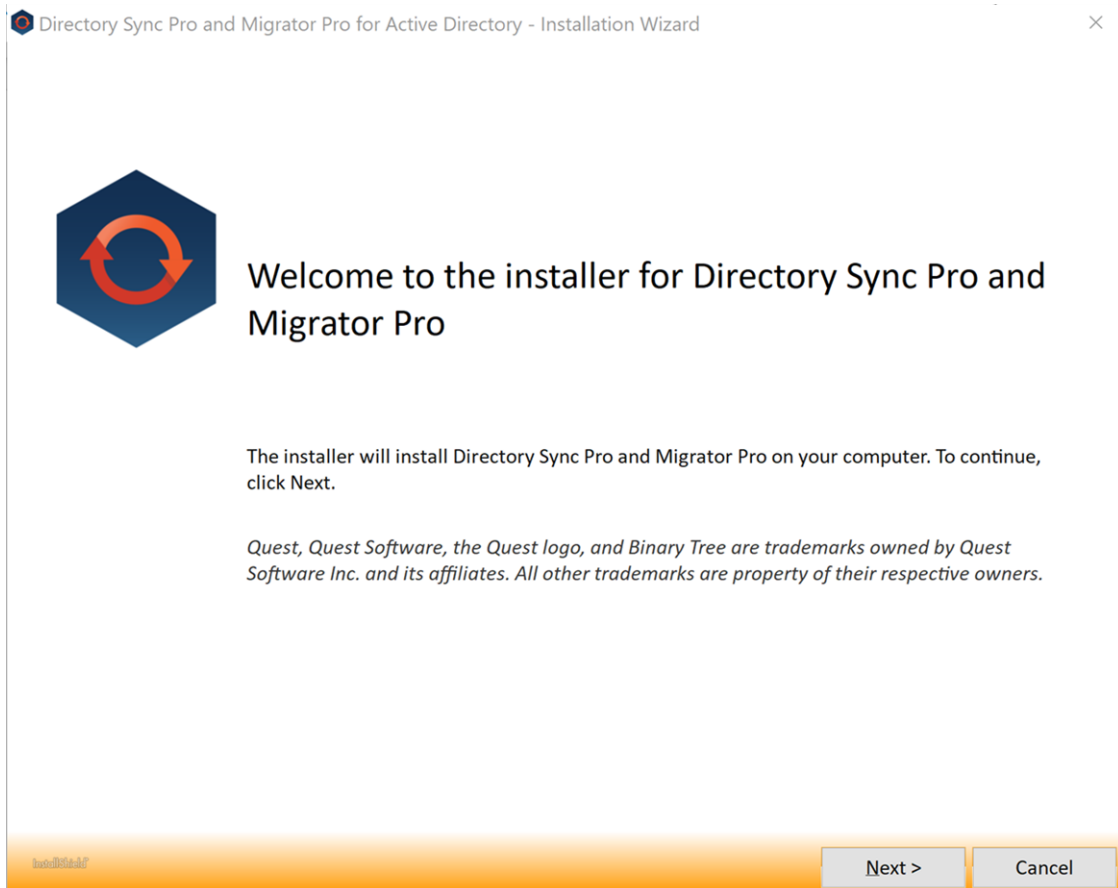 Directory Sync Pro and Migrator Pro for Active Directory - Installation Wizard
Welcome to the installer for Directory Sync Pro and
Migrator Pro
The installer will install Directory Sync Pro and Migrator Pro on your computer. To continue,
click Next.
Quest, Quest Software, the Quest logo, and Binary Tree are trademarks owned by Quest
Software Inc. and its affiliates. All other trademarks are property of their respective owners.
InstallShield
Next >
Cancel